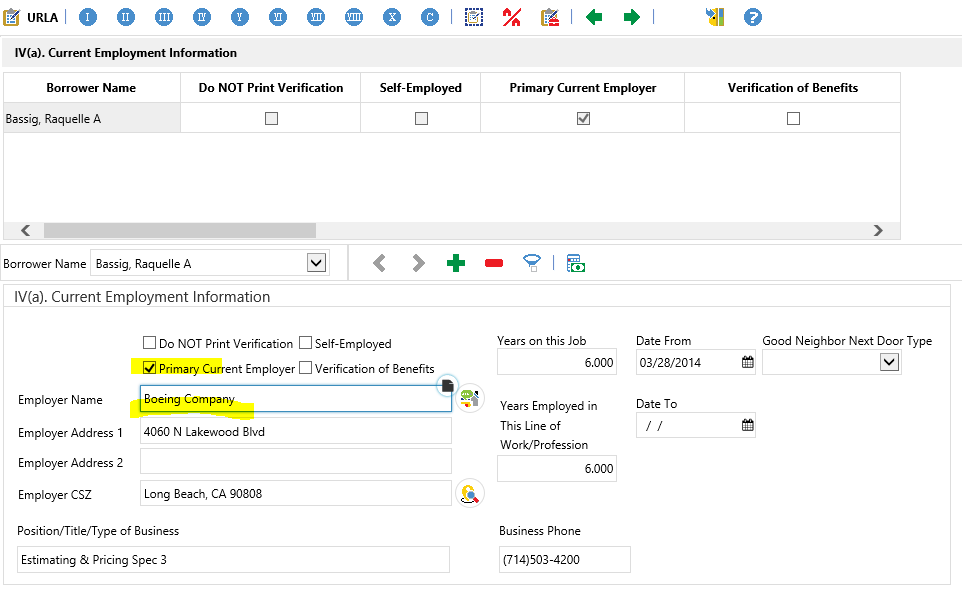 URLA I II III IV V VI VII VIII X C ?
IV(a). Current Employment Information
Borrower Name Do NOT Print Verification Self-Employed Primary Current Employer Verification of Benefits
Bassig, Raquelle A
Borrower Name Bassig, Raquelle A
IV(a). Current Employment Information
Do NOT Print Verification Self-Employed Years on this Job Date From Good Neighbor Next Door Type
Primary Current Employer Verification of Benefits 6.000 03/28/2014
Employer Name Boeing Company
Years Employed in This Line of Work/Profession Date To
Employer Address 1 4060 N Lakewood Blvd / /
Employer Address 2 6.000
Employer CSZ Long Beach, CA 90808
Position/Title/Type of Business Business Phone
Estimating & Pricing Spec 3 (714)503-4200